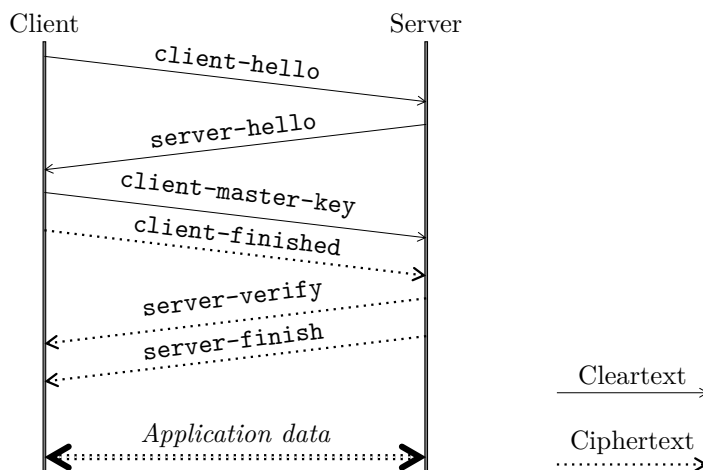 Client
Server
client-hello
server-hello
client-master-key
client-finished
server-verify
server-finish
Cleartext
Application data
Ciphertext